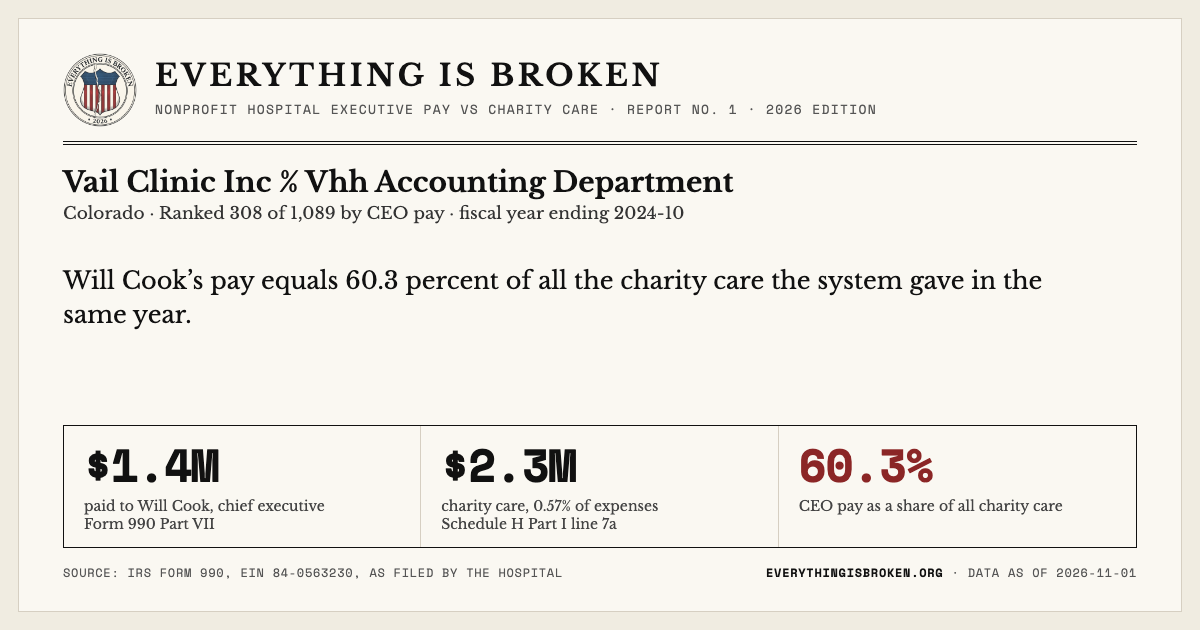 EVERYTHING IS BROKEN
· 2026 ·
EVERYTHING IS BROKEN
NONPROFIT HOSPITAL EXECUTIVE PAY VS CHARITY CARE · REPORT NO. 1 · 2026 EDITION
Vail Clinic Inc % Vhh Accounting Department
Colorado · Ranked 308 of 1,089 by CEO pay · fiscal year ending 2024-10
Will Cook’s pay equals 60.3 percent of all the charity care the system gave in the
same year.
$1.4M
paid to Will Cook, chief executive
Form 990 Part VII
$2.3M
charity care, 0.57% of expenses
Schedule H Part I line 7a
60.3%
CEO pay as a share of all charity care
SOURCE: IRS FORM 990, EIN 84-0563230, AS FILED BY THE HOSPITAL
EVERYTHINGISBROKEN.ORG · DATA AS OF 2026-11-01